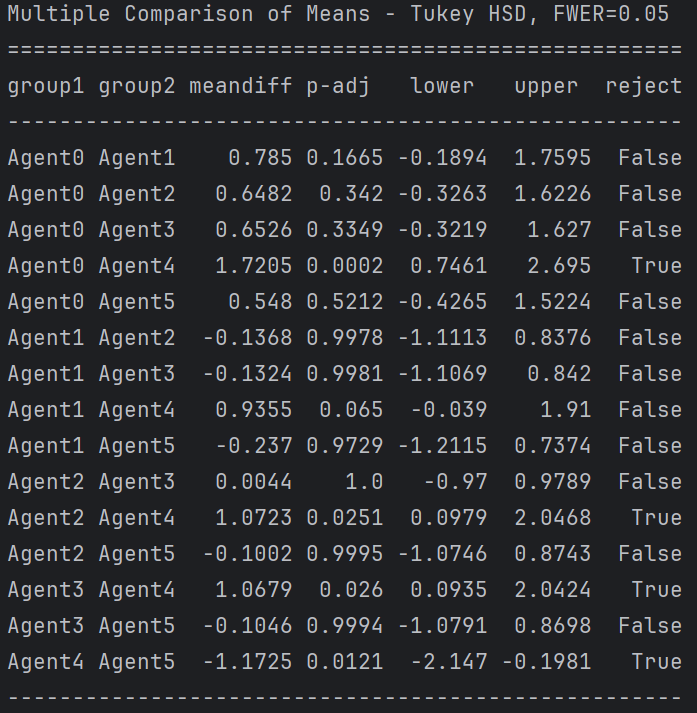 Multiple Comparison of Means - Tukey HSD, FWER=0.05
====================================================
group1 group2 meandiff p-adj   lower   upper  reject
----------------------------------------------------
Agent0 Agent1    0.785 0.1665 -0.1894  1.7595  False
Agent0 Agent2   0.6482  0.342 -0.3263  1.6226  False
Agent0 Agent3   0.6526 0.3349 -0.3219   1.627  False
Agent0 Agent4   1.7205 0.0002  0.7461   2.695   True
Agent0 Agent5    0.548 0.5212 -0.4265  1.5224  False
Agent1 Agent2  -0.1368 0.9978 -1.1113  0.8376  False
Agent1 Agent3  -0.1324 0.9981 -1.1069   0.842  False
Agent1 Agent4   0.9355  0.065  -0.039    1.91  False
Agent1 Agent5   -0.237 0.9729 -1.2115  0.7374  False
Agent2 Agent3   0.0044    1.0   -0.97  0.9789  False
Agent2 Agent4   1.0723 0.0251  0.0979  2.0468   True
Agent2 Agent5  -0.1002 0.9995 -1.0746  0.8743  False
Agent3 Agent4   1.0679  0.026  0.0935  2.0424   True
Agent3 Agent5  -0.1046 0.9994 -1.0791  0.8698  False
Agent4 Agent5  -1.1725 0.0121  -2.147 -0.1981   True
----------------------------------------------------